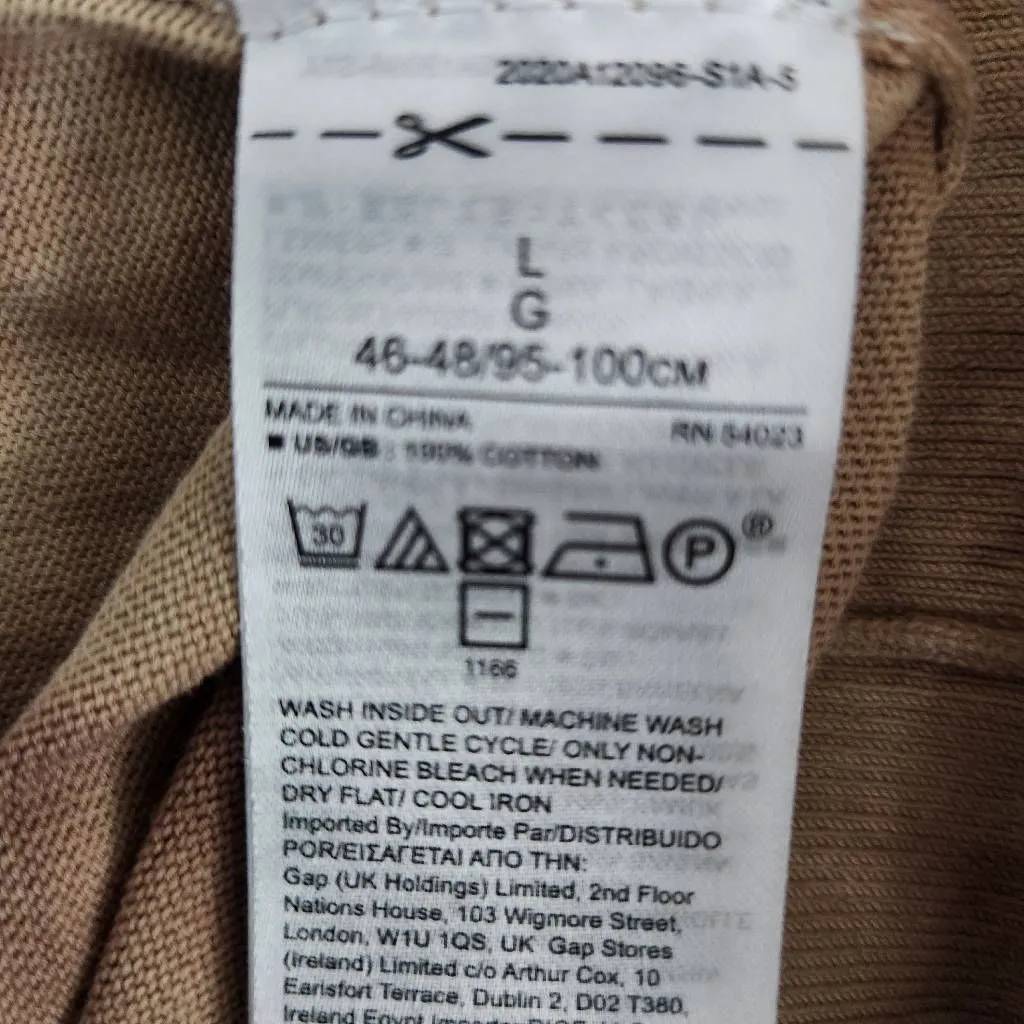 2020A12096-S1A-5
L
G
46-48/95-100CM
MADE IN CHINA RN 54023
■ US/GB : 100% COTTON
30
P ®
1166
WASH INSIDE OUT/ MACHINE WASH
COLD GENTLE CYCLE/ ONLY NON-
CHLORINE BLEACH WHEN NEEDED/
DRY FLAT/ COOL IRON
Imported By/Importe Par/DISTRIBUIDO
POR/ΕΙΣΑΓΕΤΑΙ ΑΠΟ ΤΗΝ:
Gap (UK Holdings) Limited, 2nd Floor
Nations House, 103 Wigmore Street,
London, W1U 1QS, UK Gap Stores
(Ireland) Limited c/o Arthur Cox, 10
Earlsfort Terrace, Dublin 2, D02 T380,
Ireland Egypt